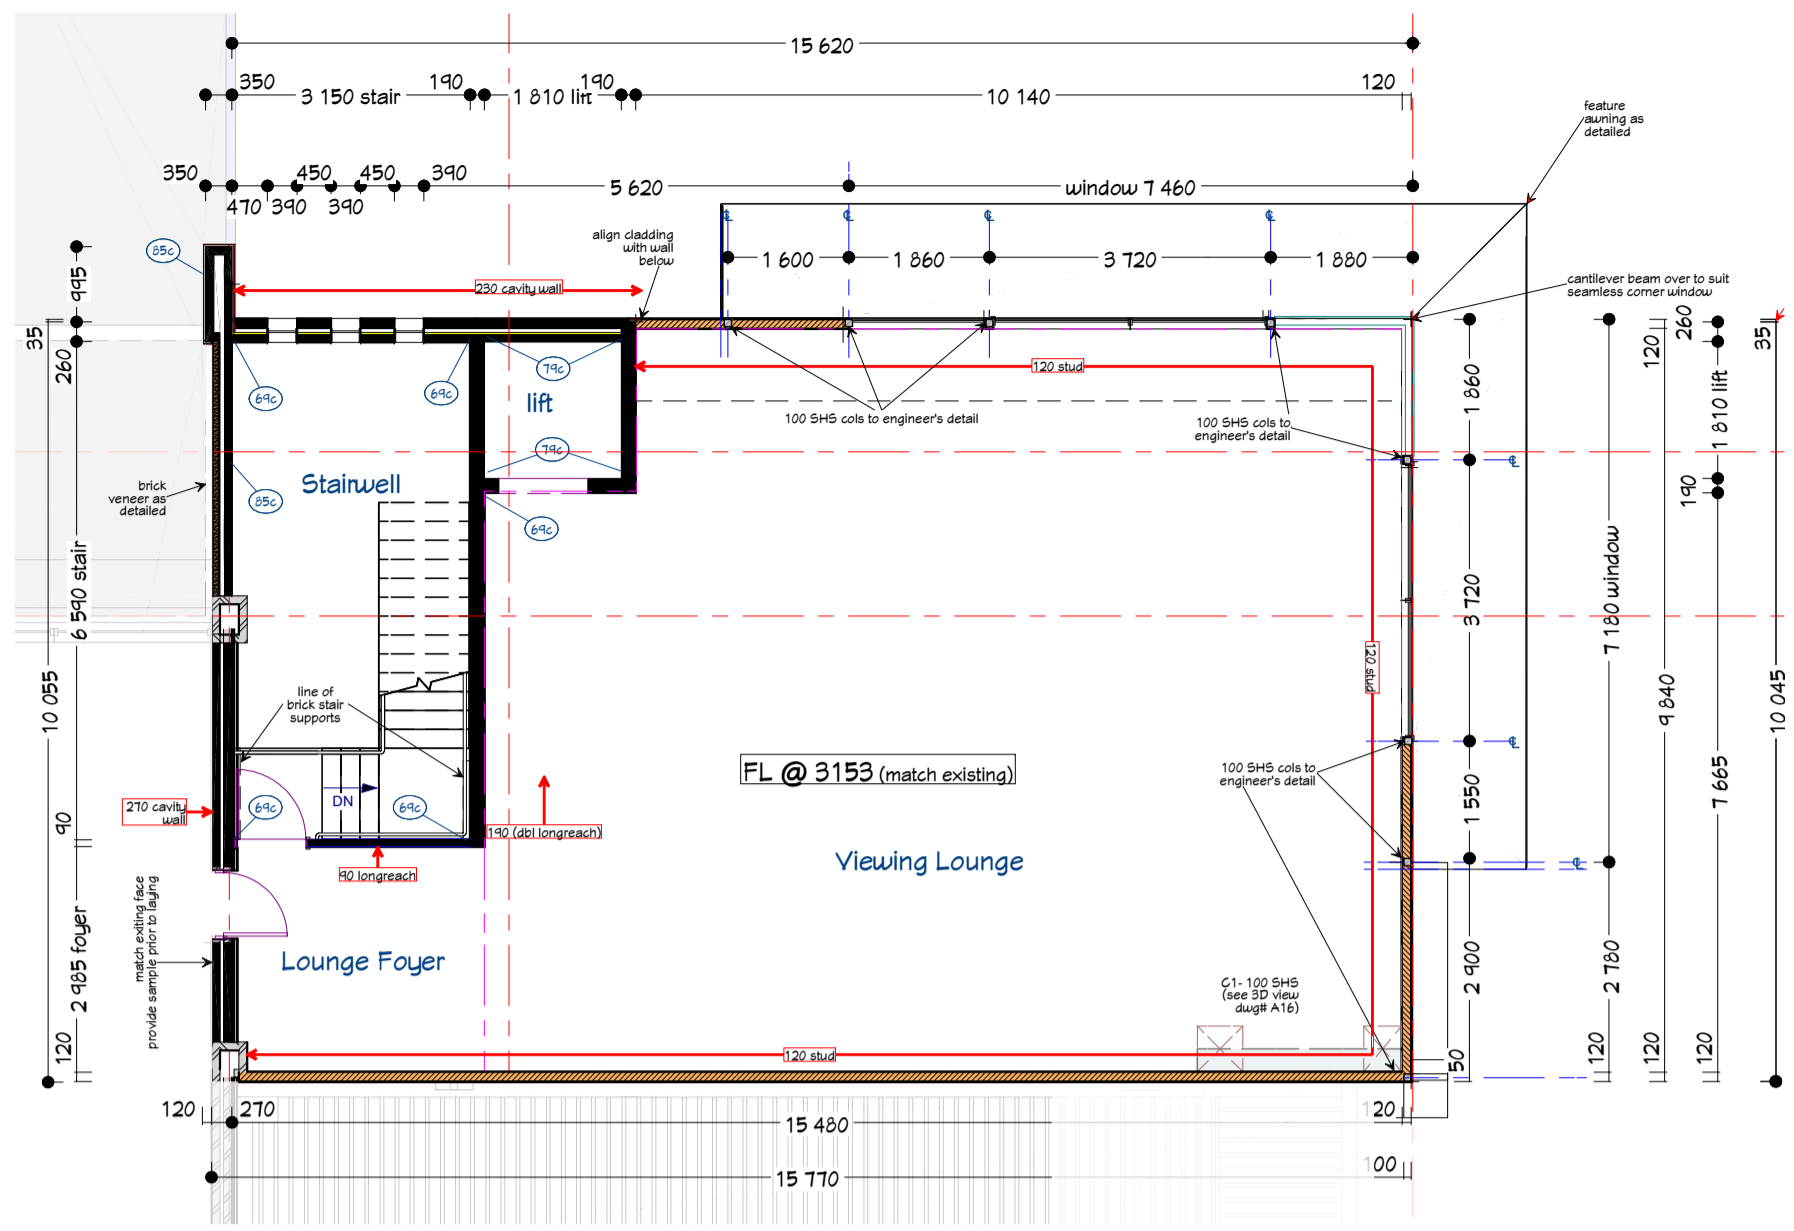 15 620
350
3 150 stair
190
1 810 lift
190
10 140
120
feature
awning as
detailed
350
470
390
450
390
450
390
5 620
window 7 460
85c
align cladding
with wall
below
1 600
1 860
3 720
1 880
cantilever beam over to suit
seamless corner window
230 cavity wall
995
35
260
260
35
120
120 stud
79c
69c
69c
lift
100 SHS cols to engineer's detail
100 SHS cols to
engineer's detail
1 860
1 810 lift
79c
Stairwell
brick
veneer as
detailed
85c
69c
190
6 590 stair
3 720
7 180 window
120 stud
line of
brick stair
supports
10 055
9 840
10 045
FL @ 3153 (match existing)
100 SHS cols to
engineer's detail
1 550
7 665
270 cavity
wall
69c
DN
69c
90
190 (dbl longreach)
90 longreach
Viewing Lounge
match exiting face
provide sample prior to laying
2 985 foyer
Lounge Foyer
2 900
2 780
C1- 100 SHS
(see 3D view
dwg# A16)
120
120 stud
50
120
120
120
120
270
15 480
120
15 770
100